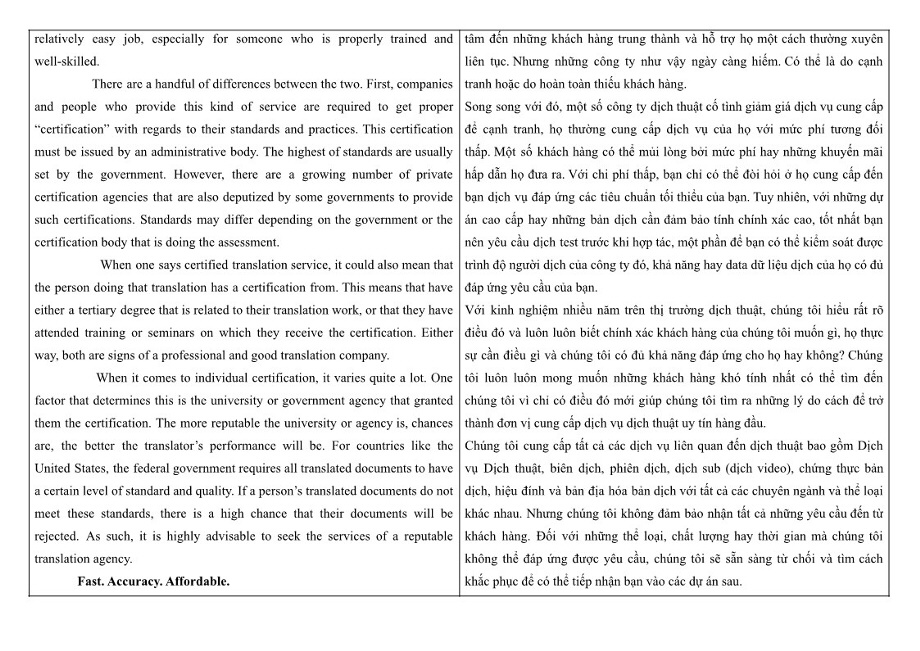 relatively easy job, especially for someone who is properly trained and
well-skilled.
There are a handful of differences between the two. First, companies
and people who provide this kind of service are required to get proper
“certification” with regards to their standards and practices. This certification
must be issued by an administrative body. The highest of standards are usually
set by the government. However, there are a growing number of private
certification agencies that are also deputized by some governments to provide
such certifications. Standards may differ depending on the government or the
certification body that is doing the assessment.
When one says certified translation service, it could also mean that
the person doing that translation has a certification from. This means that have
either a tertiary degree that is related to their translation work, or that they have
attended training or seminars on which they receive the certification. Either
way, both are signs of a professional and good translation company.
When it comes to individual certification, it varies quite a lot. One
factor that determines this is the university or government agency that granted
them the certification. The more reputable the university or agency is, chances
are, the better the translator’s performance will be. For countries like the
United States, the federal government requires all translated documents to have
a certain level of standard and quality. If a person’s translated documents do not
meet these standards, there is a high chance that their documents will be
rejected. As such, it is highly advisable to seek the services of a reputable
translation agency.
Fast. Accuracy. Affordable.
tâm đến những khách hàng trung thành và hỗ trợ họ một cách thường xuyên
liên tục. Nhưng những công ty như vậy ngày càng hiếm. Có thể là do cạnh
tranh hoặc do hoàn toàn thiếu khách hàng.
Song song với đó, một số công ty dịch thuật cố tình giảm giá dịch vụ cung cấp
để cạnh tranh, họ thường cung cấp dịch vụ của họ với mức phí tương đối
thấp. Một số khách hàng có thể mủi lòng bởi mức phí hay những khuyến mãi
hấp dẫn họ đưa ra. Với chi phí thấp, bạn chỉ có thể đòi hỏi ở họ cung cấp đến
bạn dịch vụ đáp ứng các tiêu chuẩn tối thiểu của bạn. Tuy nhiên, với những dự
án cao cấp hay những bản dịch cần đảm bảo tính chính xác cao, tốt nhất bạn
nên yêu cầu dịch test trước khi hợp tác, một phần để bạn có thể kiểm soát được
trình độ người dịch của công ty đó, khả năng hay data dữ liệu dịch của họ có đủ
đáp ứng yêu cầu của bạn.
Với kinh nghiệm nhiều năm trên thị trường dịch thuật, chúng tôi hiểu rất rõ
điều đó và luôn luôn biết chính xác khách hàng của chúng tôi muốn gì, họ thực
sự cần điều gì và chúng tôi có đủ khả năng đáp ứng cho họ hay không? Chúng
tôi luôn luôn mong muốn những khách hàng khó tính nhất có thể tìm đến
chúng tôi vì chỉ có điều đó mới giúp chúng tôi tìm ra những lý do cách để trở
thành đơn vị cung cấp dịch vụ dịch thuật uy tín hàng đầu.
Chúng tôi cung cấp tất cả các dịch vụ liên quan đến dịch thuật bao gồm Dịch
vụ Dịch thuật, biên dịch, phiên dịch, dịch sub (dịch video), chứng thực bản
dịch, hiệu đính và bản địa hóa bản dịch với tất cả các chuyên ngành và thể loại
khác nhau. Nhưng chúng tôi không đảm bảo nhận tất cả những yêu cầu đến từ
khách hàng. Đối với những thể loại, chất lượng hay thời gian mà chúng tôi
không thể đáp ứng được yêu cầu, chúng tôi sẽ sẵn sàng từ chối và tìm cách
khắc phục để có thể tiếp nhận bạn vào các dự án sau.